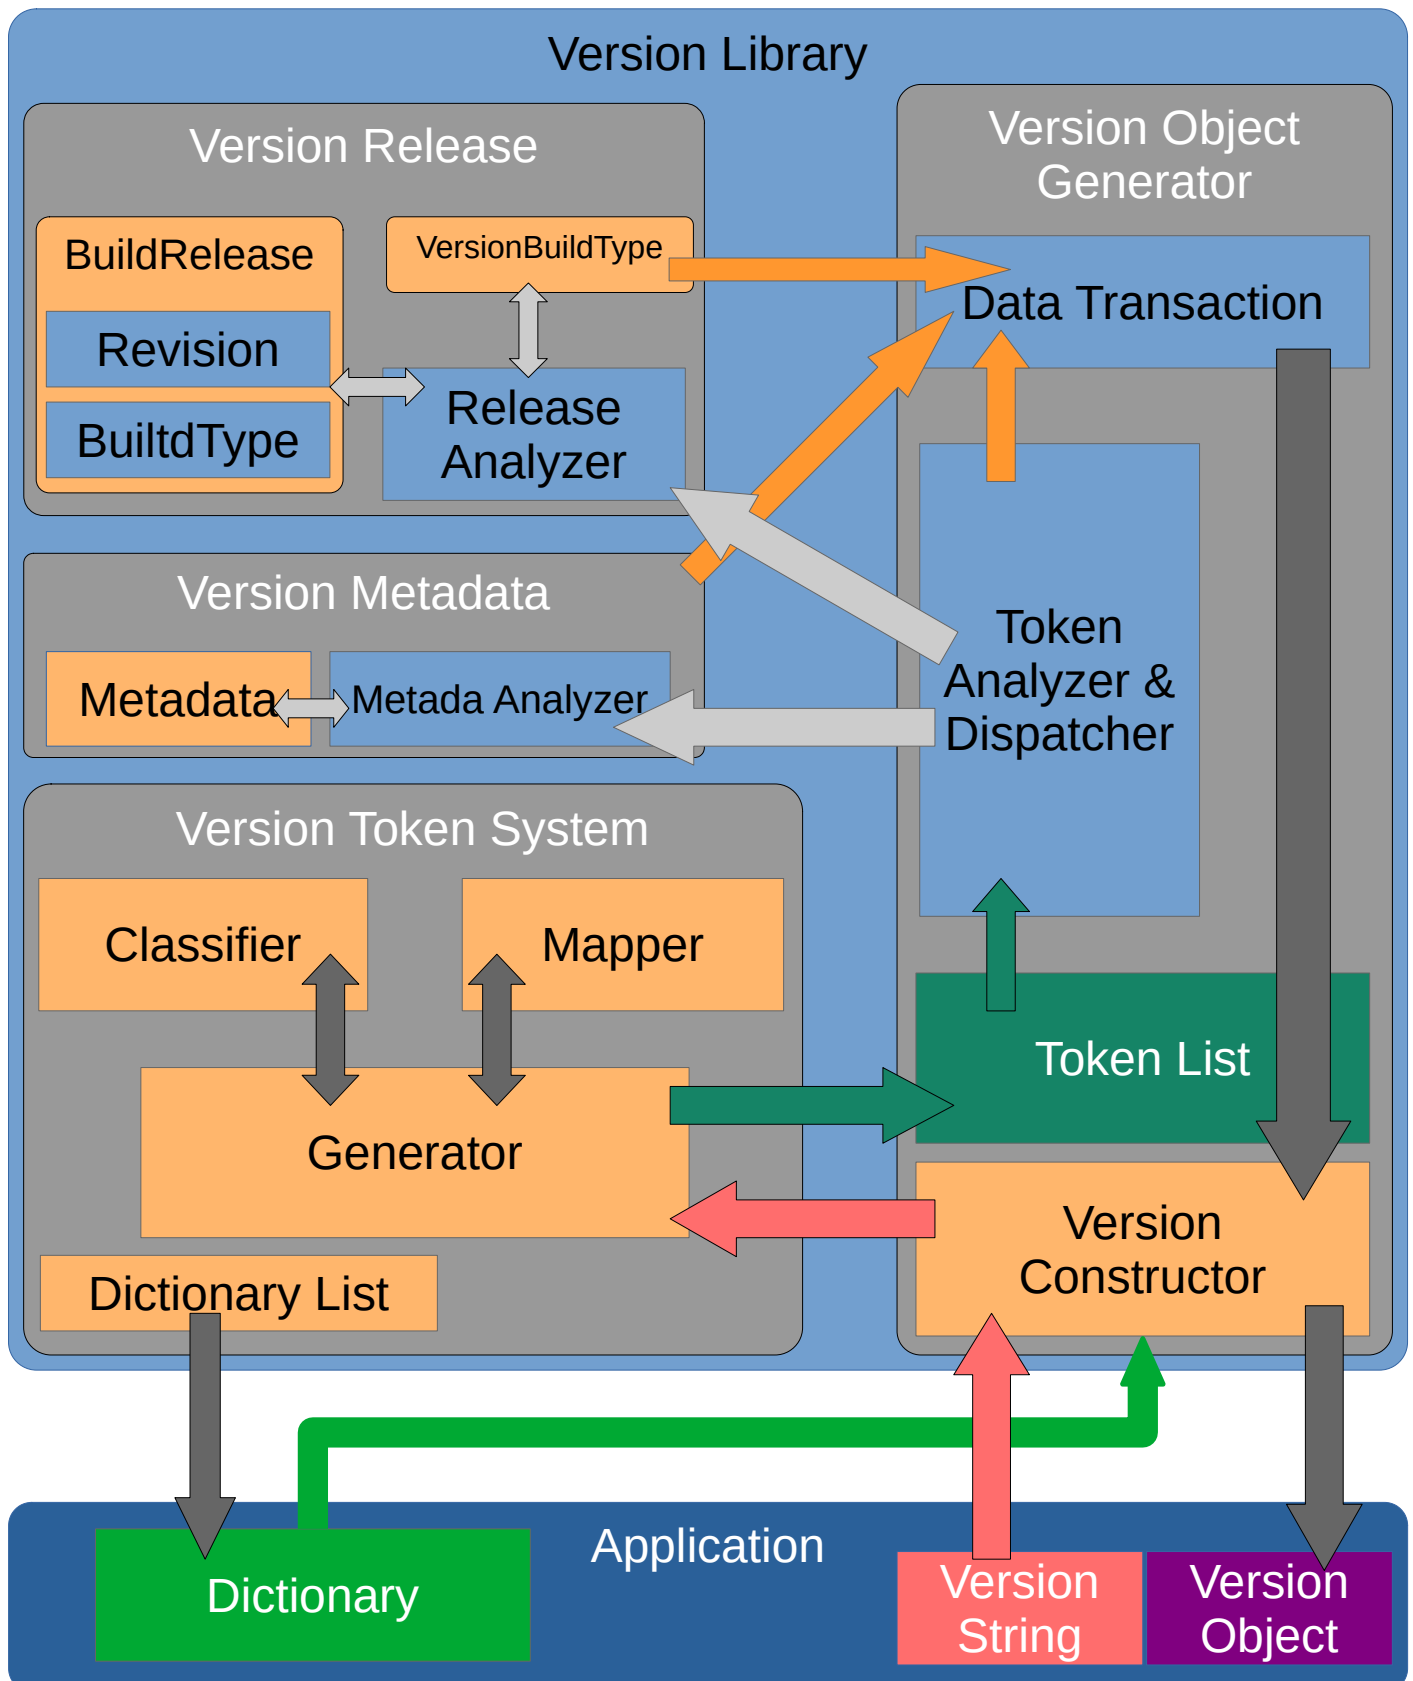 Version Library
Version Release
BuildRelease
Revision
BuiltdType
VersionBuildType
Release
Analyzer
Version Metadata
Metadata
Metada Analyzer
Version Token System
Classifier
Mapper
Generator
Dictionary List
Version Object
Generator
Data Transaction
Token
Analyzer &
Dispatcher
Token List
Version
Constructor
Application
Dictionary
Version
String
Version
Object